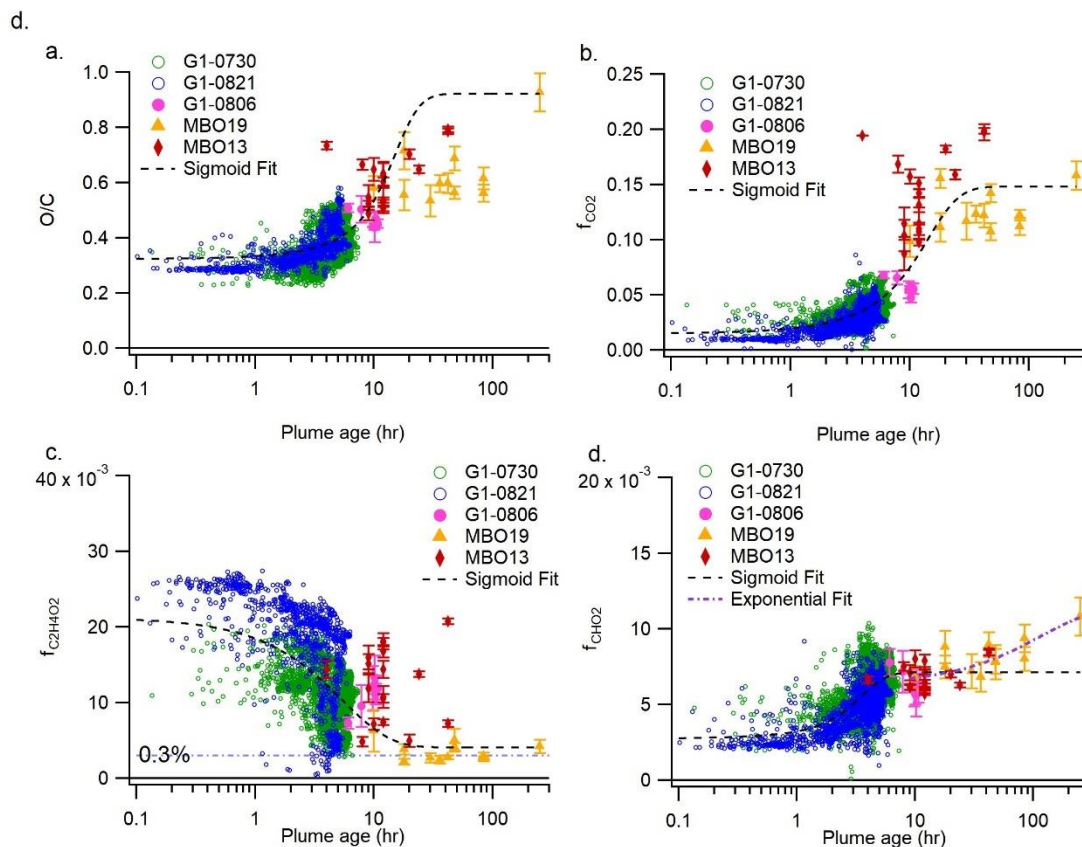 d.
a.
G1-0730
G1-0821
G1-0806
MBO19
MBO13
Sigmoid Fit
1.0
0.8
0.6
0.4
0.2
0.0
O/C
0.1
1
10
100
Plume age (hr)
b.
G1-0730
G1-0821
G1-0806
MBO19
MBO13
Sigmoid Fit
0.25
0.20
0.15
0.10
0.05
0.00
fCO2
0.1
1
10
100
Plume age (hr)
c.
40 x 10-3
G1-0730
G1-0821
G1-0806
MBO19
MBO13
Sigmoid Fit
30
20
10
0
fC2H4O2
0.3%
0.1
1
10
100
Plume age (hr)
d.
20 x 10-3
G1-0730
G1-0821
G1-0806
MBO19
MBO13
Sigmoid Fit
Exponential Fit
15
10
5
0
fCHO2
0.1
1
10
100
Plume age (hr)